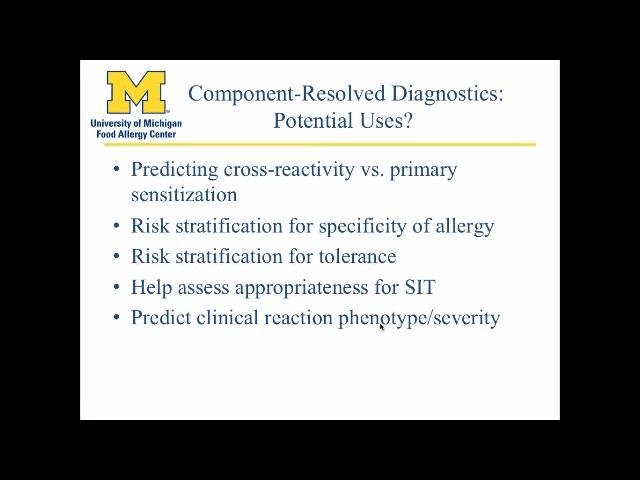 M
University of Michigan
Food Allergy Center
Component-Resolved Diagnostics:
Potential Uses?
• Predicting cross-reactivity vs. primary
sensitization
• Risk stratification for specificity of allergy
• Risk stratification for tolerance
• Help assess appropriateness for SIT
• Predict clinical reaction phenotype/severity